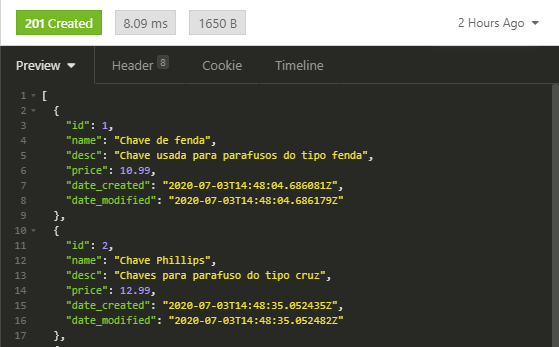 201 Created 8.09 ms 1650 B 2 Hours Ago
Preview Header 8 Cookie Timeline
1 [
2 {
3 "id": 1,
4 "name": "Chave de fenda",
5 "desc": "Chave usada para parafusos do tipo fenda",
6 "price": 10.99,
7 "date_created": "2020-07-03T14:48:04.686081Z",
8 "date_modified": "2020-07-03T14:48:04.686179Z"
9 },
10 {
11 "id": 2,
12 "name": "Chave Phillips",
13 "desc": "Chaves para parafuso do tipo cruz",
14 "price": 12.99,
15 "date_created": "2020-07-03T14:48:35.052435Z",
16 "date_modified": "2020-07-03T14:48:35.052482Z"
17 },